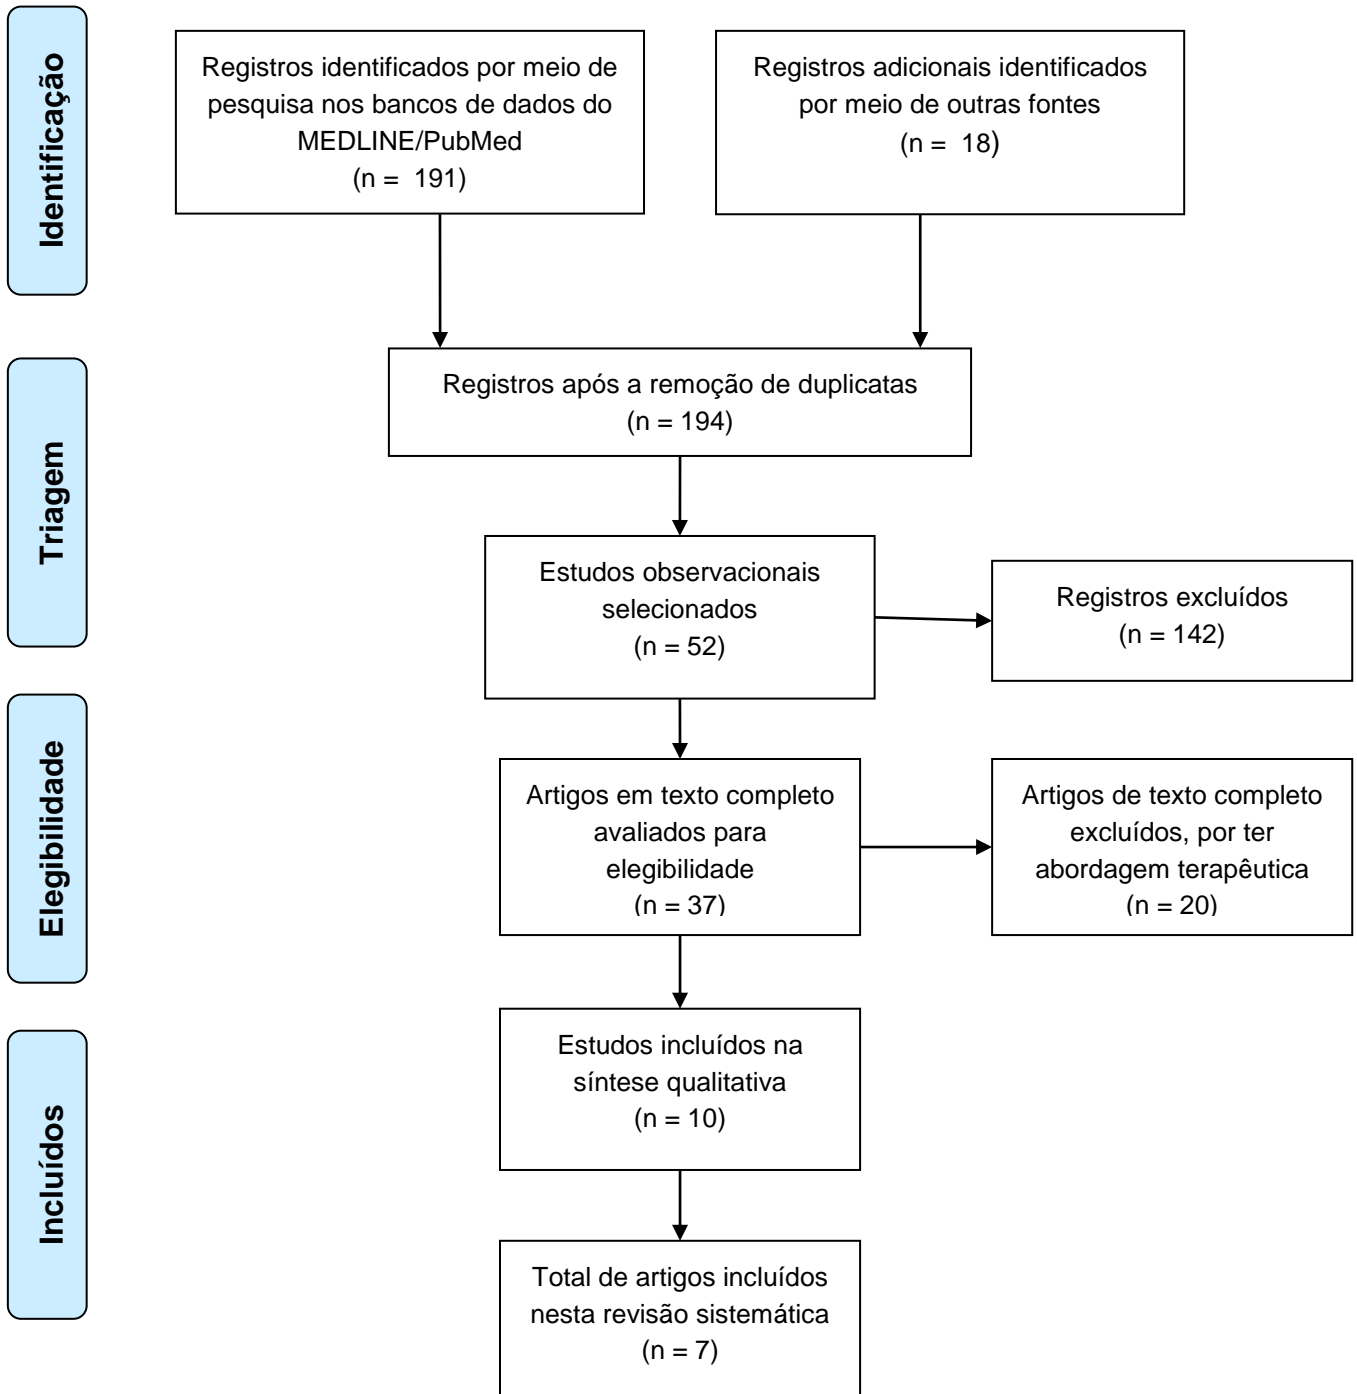 Identificação
Registros identificados por meio de
pesquisa nos bancos de dados do
MEDLINE/PubMed
(n =  191)
Registros adicionais identificados
por meio de outras fontes
(n =  18)
Triagem
Registros após a remoção de duplicatas
(n = 194)
Estudos observacionais
selecionados
(n = 52)
Registros excluídos
(n = 142)
Elegibilidade
Artigos em texto completo
avaliados para
elegibilidade
(n = 37)
Artigos de texto completo
excluídos, por ter
abordagem terapêutica
(n = 20)
Incluídos
Estudos incluídos na
síntese qualitativa
(n = 10)
Total de artigos incluídos
nesta revisão sistemática
(n = 7)